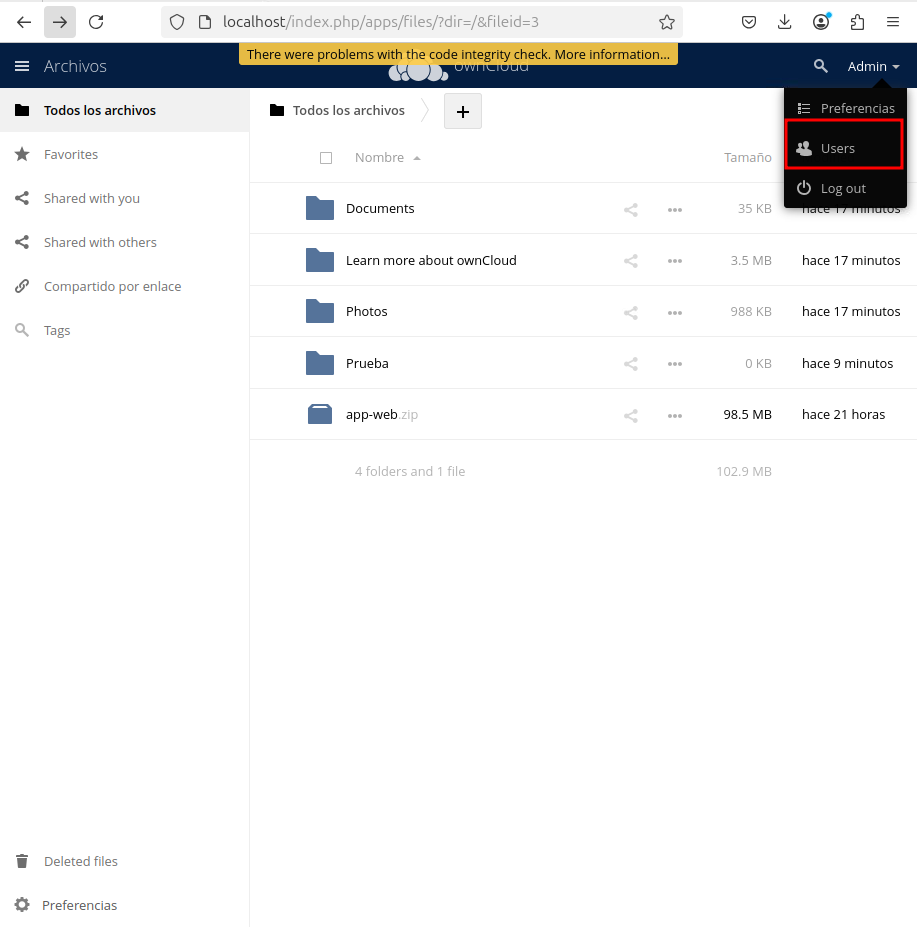 localhost/index.php/apps/files/?dir=/&fileid=3
There were problems with the code integrity check. More information…
Archivos
ownCloud
Admin
Preferencias
Users
Log out
Todos los archivos
Favorites
Shared with you
Shared with others
Compartido por enlace
Tags
Deleted files
Preferencias
Todos los archivos
+
Nombre Tamaño
Documents 35 KB hace 17 minutos
Learn more about ownCloud 3.5 MB hace 17 minutos
Photos 988 KB hace 17 minutos
Prueba 0 KB hace 9 minutos
app-web.zip 98.5 MB hace 21 horas
4 folders and 1 file 102.9 MB